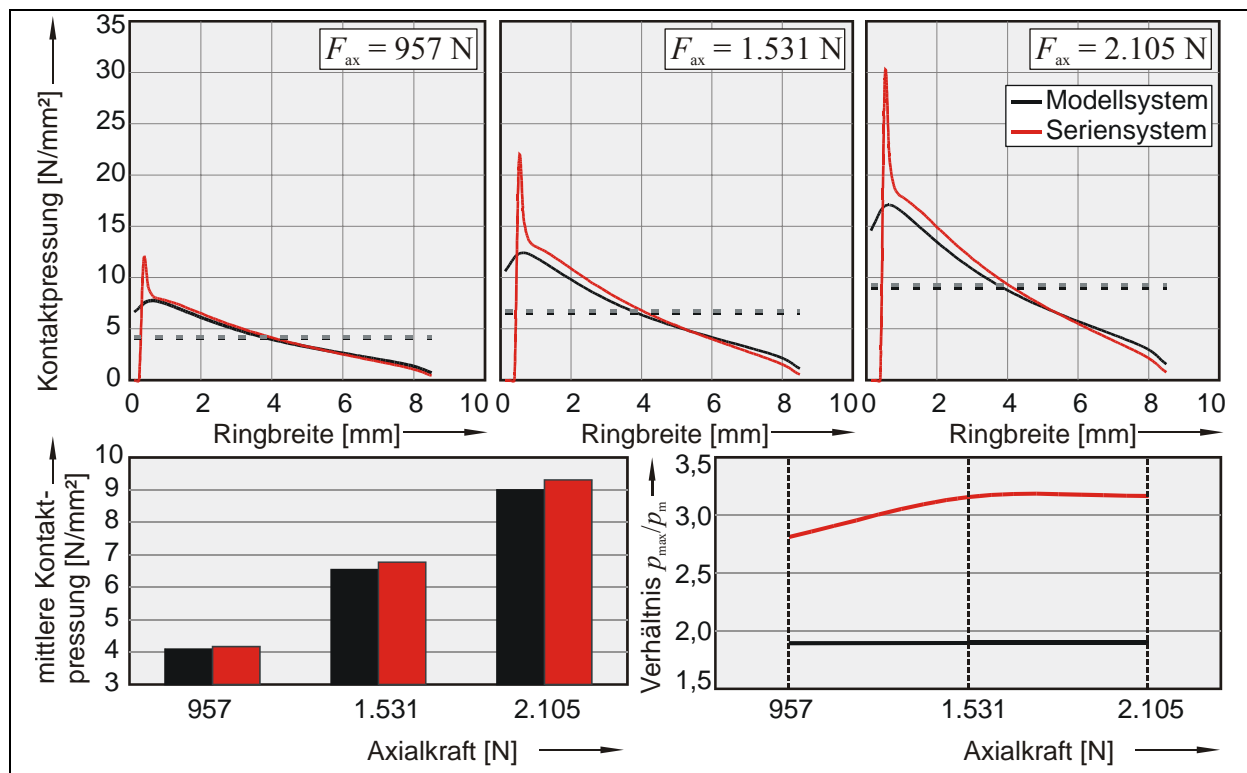 Kontaktpressung [N/mm²]
35
30
25
20
15
10
5
0
F_ax = 957 N
F_ax = 1.531 N
F_ax = 2.105 N
Modellsystem
Seriensystem
0 2 4 6 8 10
0 2 4 6 8 10
0 2 4 6 8 10
Ringbreite [mm]
Ringbreite [mm]
Ringbreite [mm]
mittlere Kontakt-
pressung [N/mm²]
10
9
8
7
6
5
4
3
957 1.531 2.105
Axialkraft [N]
Verhältnis p_max/p_m
3,5
3,0
2,5
2,0
1,5
957 1.531 2.105
Axialkraft [N]